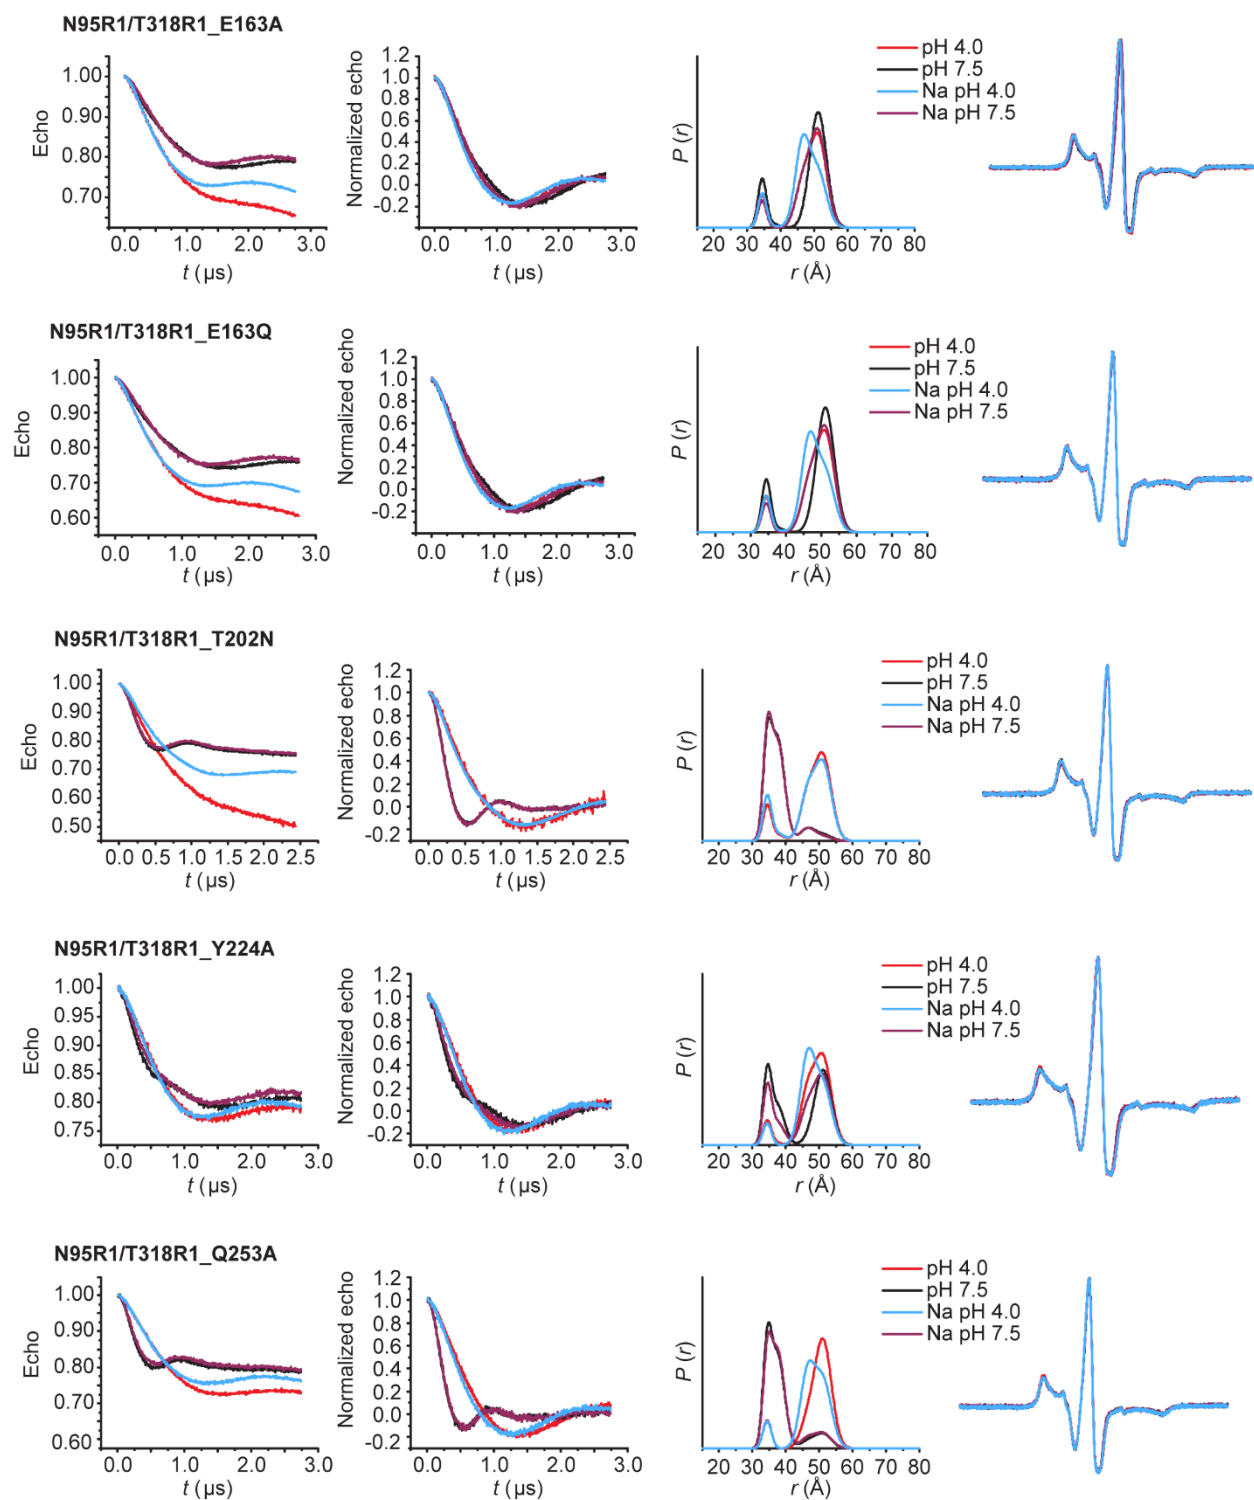 N95R1/T318R1_E163A
Echo
1.00
0.90
0.80
0.70
0.0 1.0 2.0 3.0
t (µs)
Normalized echo
1.2
1.0
0.8
0.6
0.4
0.2
0.0
-0.2
0.0 1.0 2.0 3.0
t (µs)
P (r)
20 30 40 50 60 70 80
r (Å)
pH 4.0
pH 7.5
Na pH 4.0
Na pH 7.5
N95R1/T318R1_E163Q
Echo
1.00
0.90
0.80
0.70
0.60
0.0 1.0 2.0 3.0
t (µs)
Normalized echo
1.2
1.0
0.8
0.6
0.4
0.2
0.0
-0.2
0.0 1.0 2.0 3.0
t (µs)
P (r)
20 30 40 50 60 70 80
r (Å)
pH 4.0
pH 7.5
Na pH 4.0
Na pH 7.5
N95R1/T318R1_T202N
Echo
1.00
0.90
0.80
0.70
0.60
0.50
0.0 0.5 1.0 1.5 2.0 2.5
t (µs)
Normalized echo
1.2
1.0
0.8
0.6
0.4
0.2
0.0
-0.2
0.0 0.5 1.0 1.5 2.0 2.5
t (µs)
P (r)
20 30 40 50 60 70 80
r (Å)
pH 4.0
pH 7.5
Na pH 4.0
Na pH 7.5
N95R1/T318R1_Y224A
Echo
1.00
0.95
0.90
0.85
0.80
0.75
0.0 1.0 2.0 3.0
t (µs)
Normalized echo
1.2
1.0
0.8
0.6
0.4
0.2
0.0
-0.2
0.0 1.0 2.0 3.0
t (µs)
P (r)
20 30 40 50 60 70 80
r (Å)
pH 4.0
pH 7.5
Na pH 4.0
Na pH 7.5
N95R1/T318R1_Q253A
Echo
1.00
0.90
0.80
0.70
0.60
0.0 1.0 2.0 3.0
t (µs)
Normalized echo
1.2
1.0
0.8
0.6
0.4
0.2
0.0
-0.2
0.0 1.0 2.0 3.0
t (µs)
P (r)
20 30 40 50 60 70 80
r (Å)
pH 4.0
pH 7.5
Na pH 4.0
Na pH 7.5